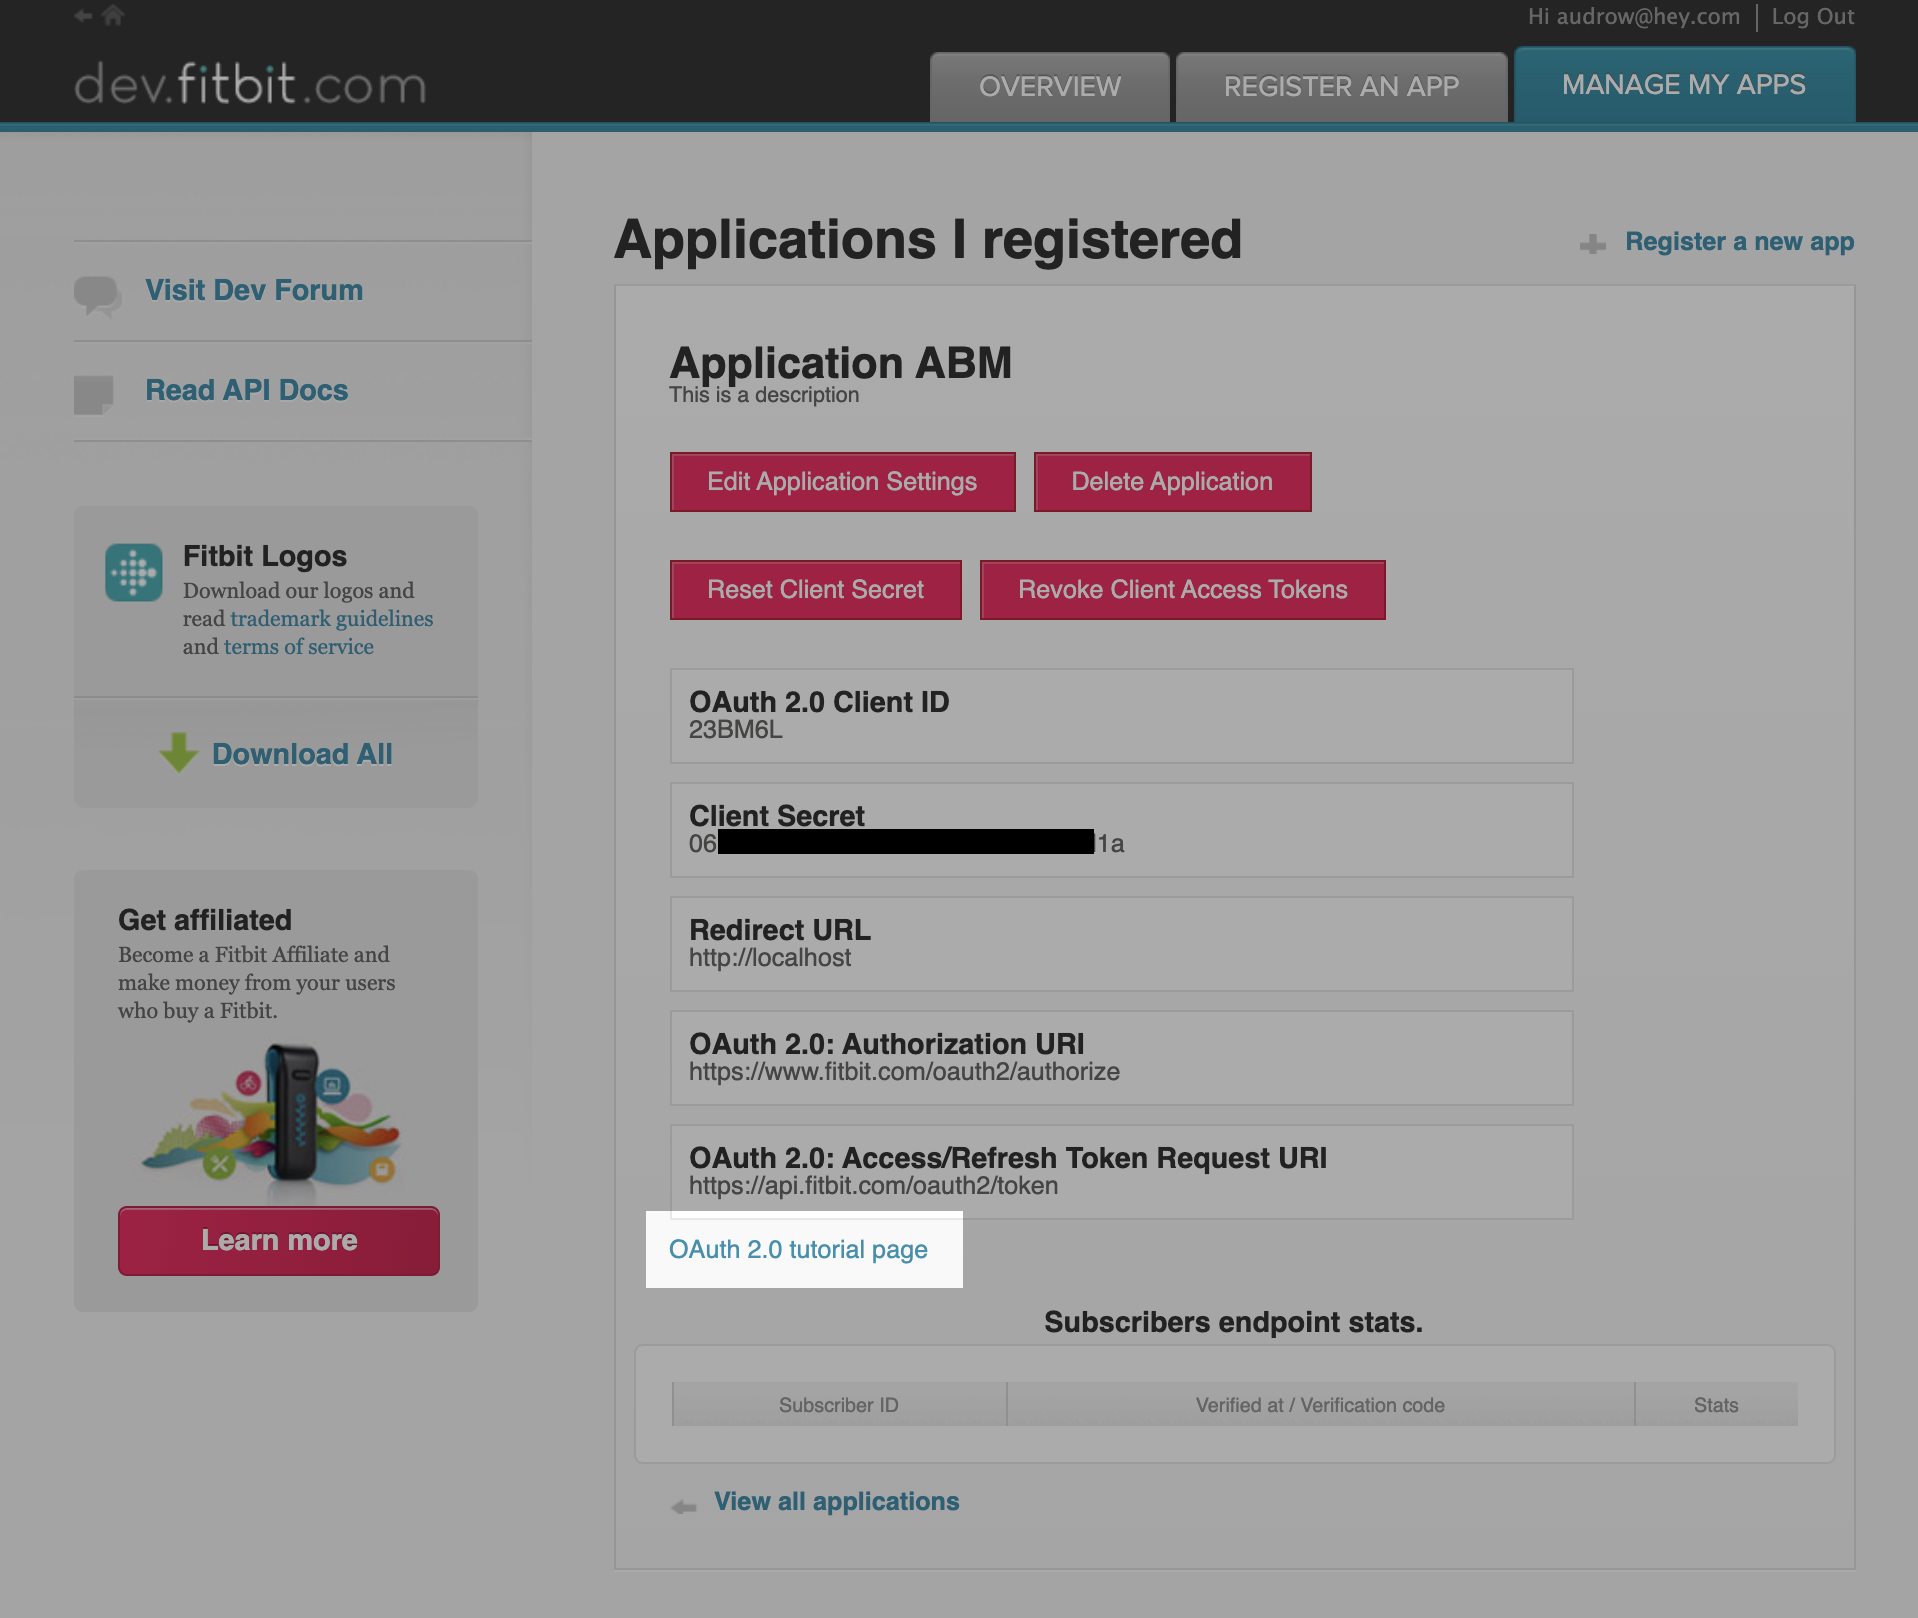 Hi audrow@hey.com | Log Out
dev.fitbit.com
OVERVIEW
REGISTER AN APP
MANAGE MY APPS
Visit Dev Forum
Read API Docs
Fitbit Logos
Download our logos and
read trademark guidelines
and terms of service
Download All
Get affiliated
Become a Fitbit Affiliate and
make money from your users
who buy a Fitbit.
Learn more
Applications I registered
Register a new app
Application ABM
This is a description
Edit Application Settings
Delete Application
Reset Client Secret
Revoke Client Access Tokens
OAuth 2.0 Client ID
23BM6L
Client Secret
06 1a
Redirect URL
http://localhost
OAuth 2.0: Authorization URI
https://www.fitbit.com/oauth2/authorize
OAuth 2.0: Access/Refresh Token Request URI
https://api.fitbit.com/oauth2/token
OAuth 2.0 tutorial page
Subscribers endpoint stats.
Subscriber ID
Verified at / Verification code
Stats
View all applications